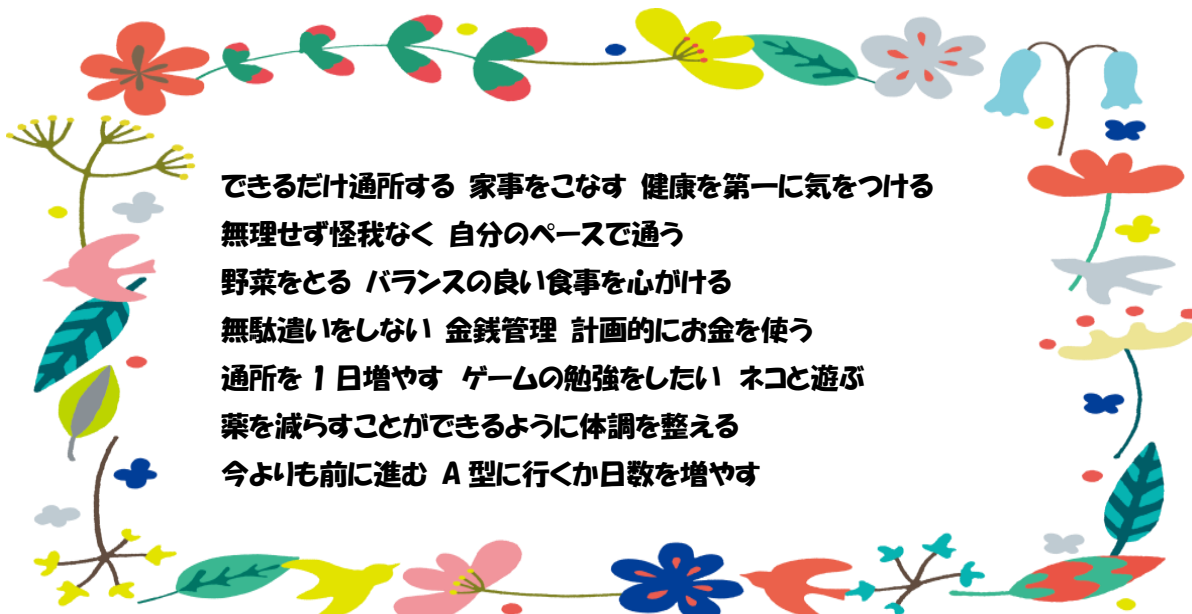 できるだけ通所する 家事をこなす 健康を第一に気をつける
無理せず怪我なく 自分のペースで通う
野菜をとる バランスの良い食事を心がける
無駄遣いをしない 金銭管理 計画的にお金を使う
通所を1日増やす ゲームの勉強をしたい ネコと遊ぶ
薬を減らすことができるように体調を整える
今よりも前に進む A型に行くか日数を増やす